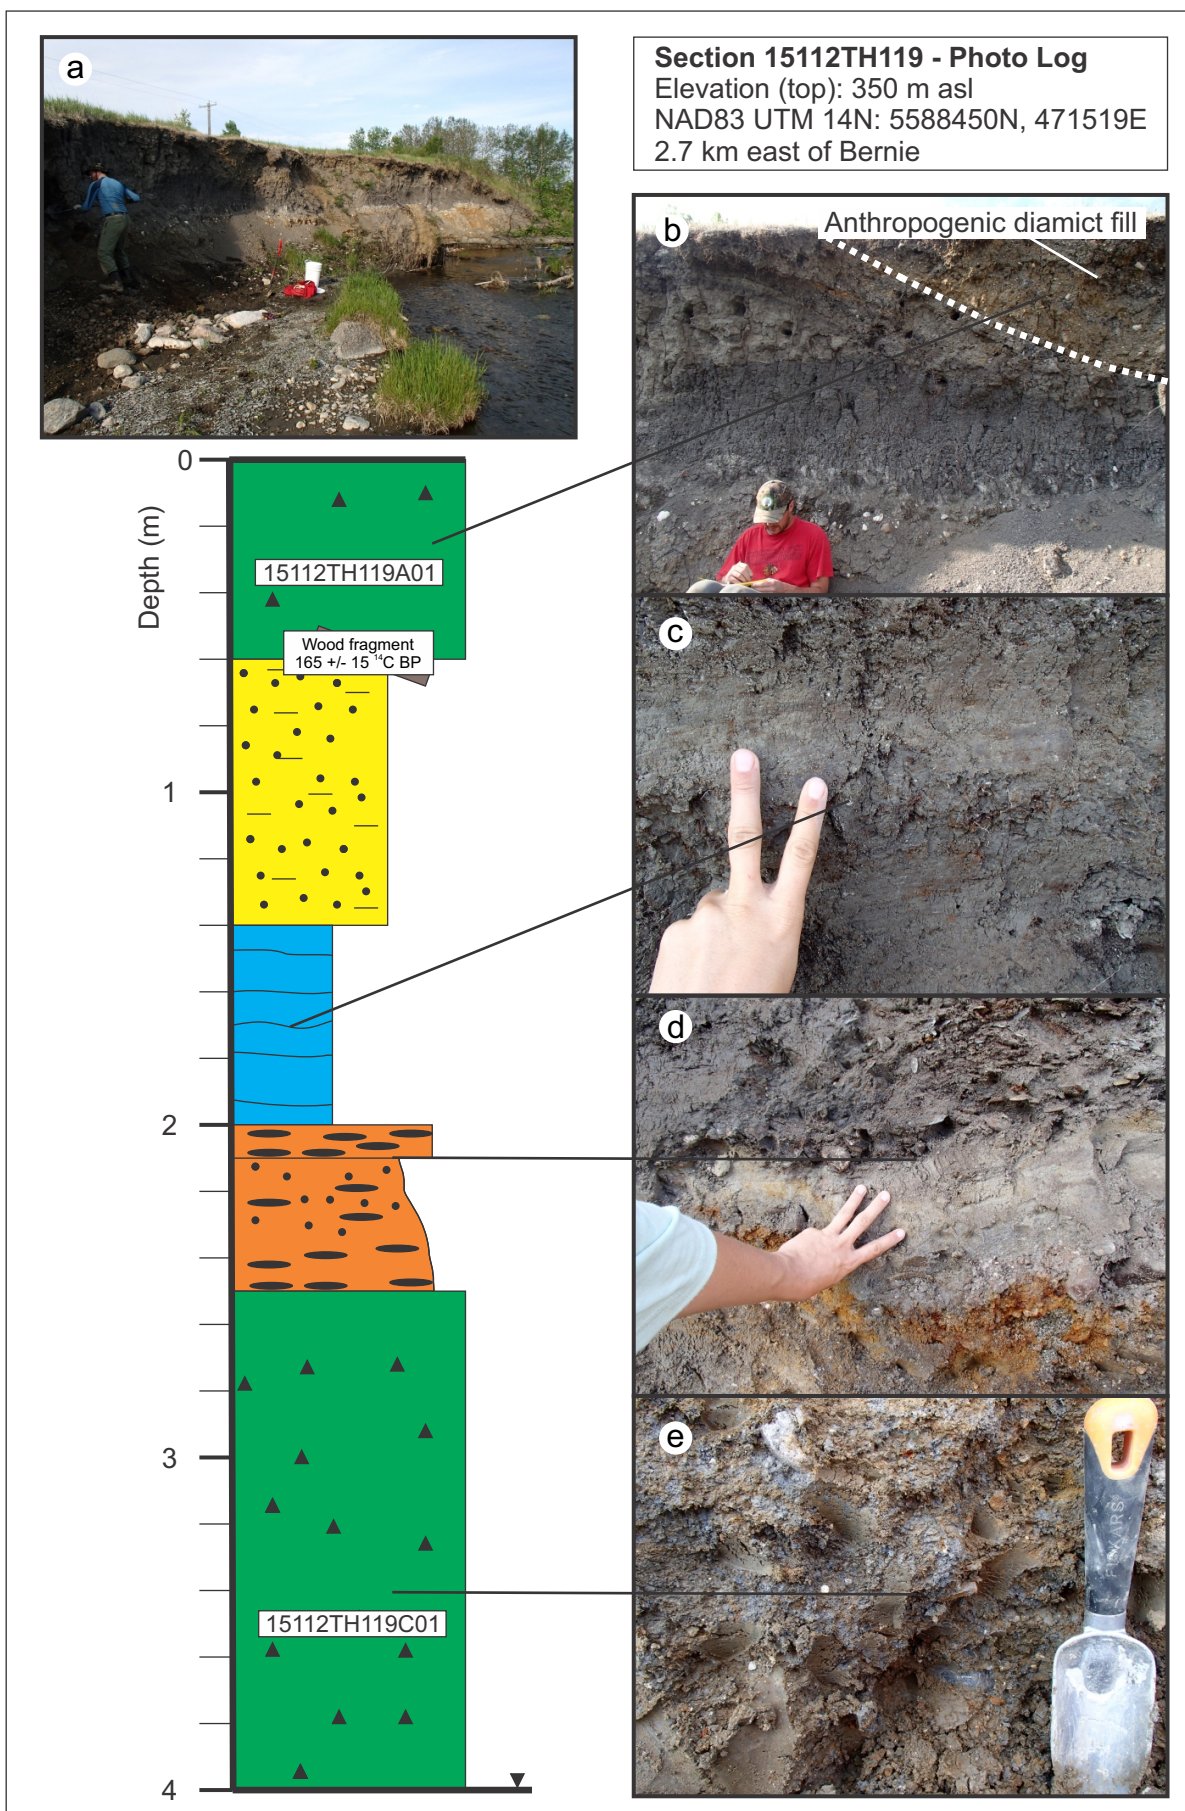 a
Section 15112TH119 - Photo Log
Elevation (top): 350 m asl
NAD83 UTM 14N: 5588450N, 471519E
2.7 km east of Bernie
b
Anthropogenic diamict fill
0
Depth (m)
15112TH119A01
Wood fragment
165 +/- 15 ¹⁴C BP
c
1
d
2
e
FISKARS
3
15112TH119C01
4